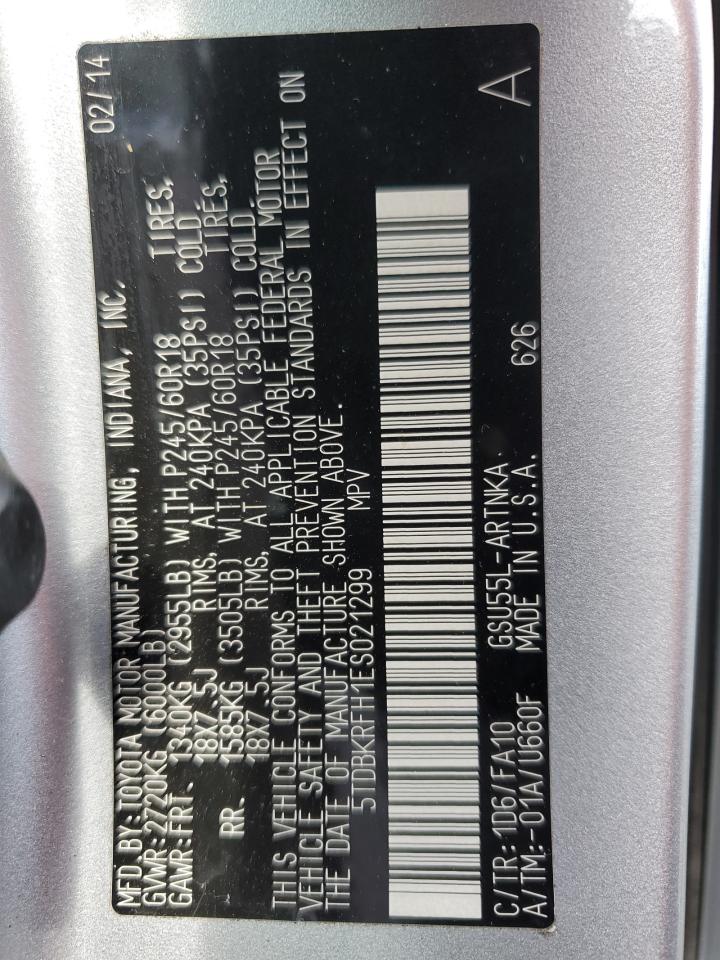 MFD.BY:TOYOTA MOTOR MANUFACTURING, INDIANA, INC. 02/14
GVWR:2720KG (6000LB)
GAWR:FRT. 1340KG (2955LB) WITH P245/60R18 TIRES,
18X7.5J RIMS, AT 240KPA (35PSI) COLD.
RR. 1585KG (3505LB) WITH P245/60R18 TIRES,
18X7.5J RIMS, AT 240KPA (35PSI) COLD.
THIS VEHICLE CONFORMS TO ALL APPLICABLE FEDERAL MOTOR
VEHICLE SAFETY AND THEFT PREVENTION STANDARDS IN EFFECT ON
THE DATE OF MANUFACTURE SHOWN ABOVE.
5TDBKRFH1ES021299 MPV
C/TR:1D6/FA10 GSU55L-ARTNKA 626 A
A/TM:-01A/U660F MADE IN U.S.A.